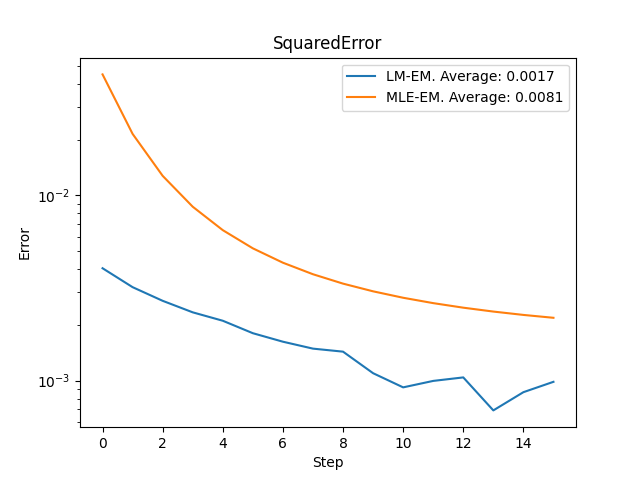 SquaredError
LM-EM. Average: 0.0017
MLE-EM. Average: 0.0081
Error
10⁻²
10⁻³
0 2 4 6 8 10 12 14
Step